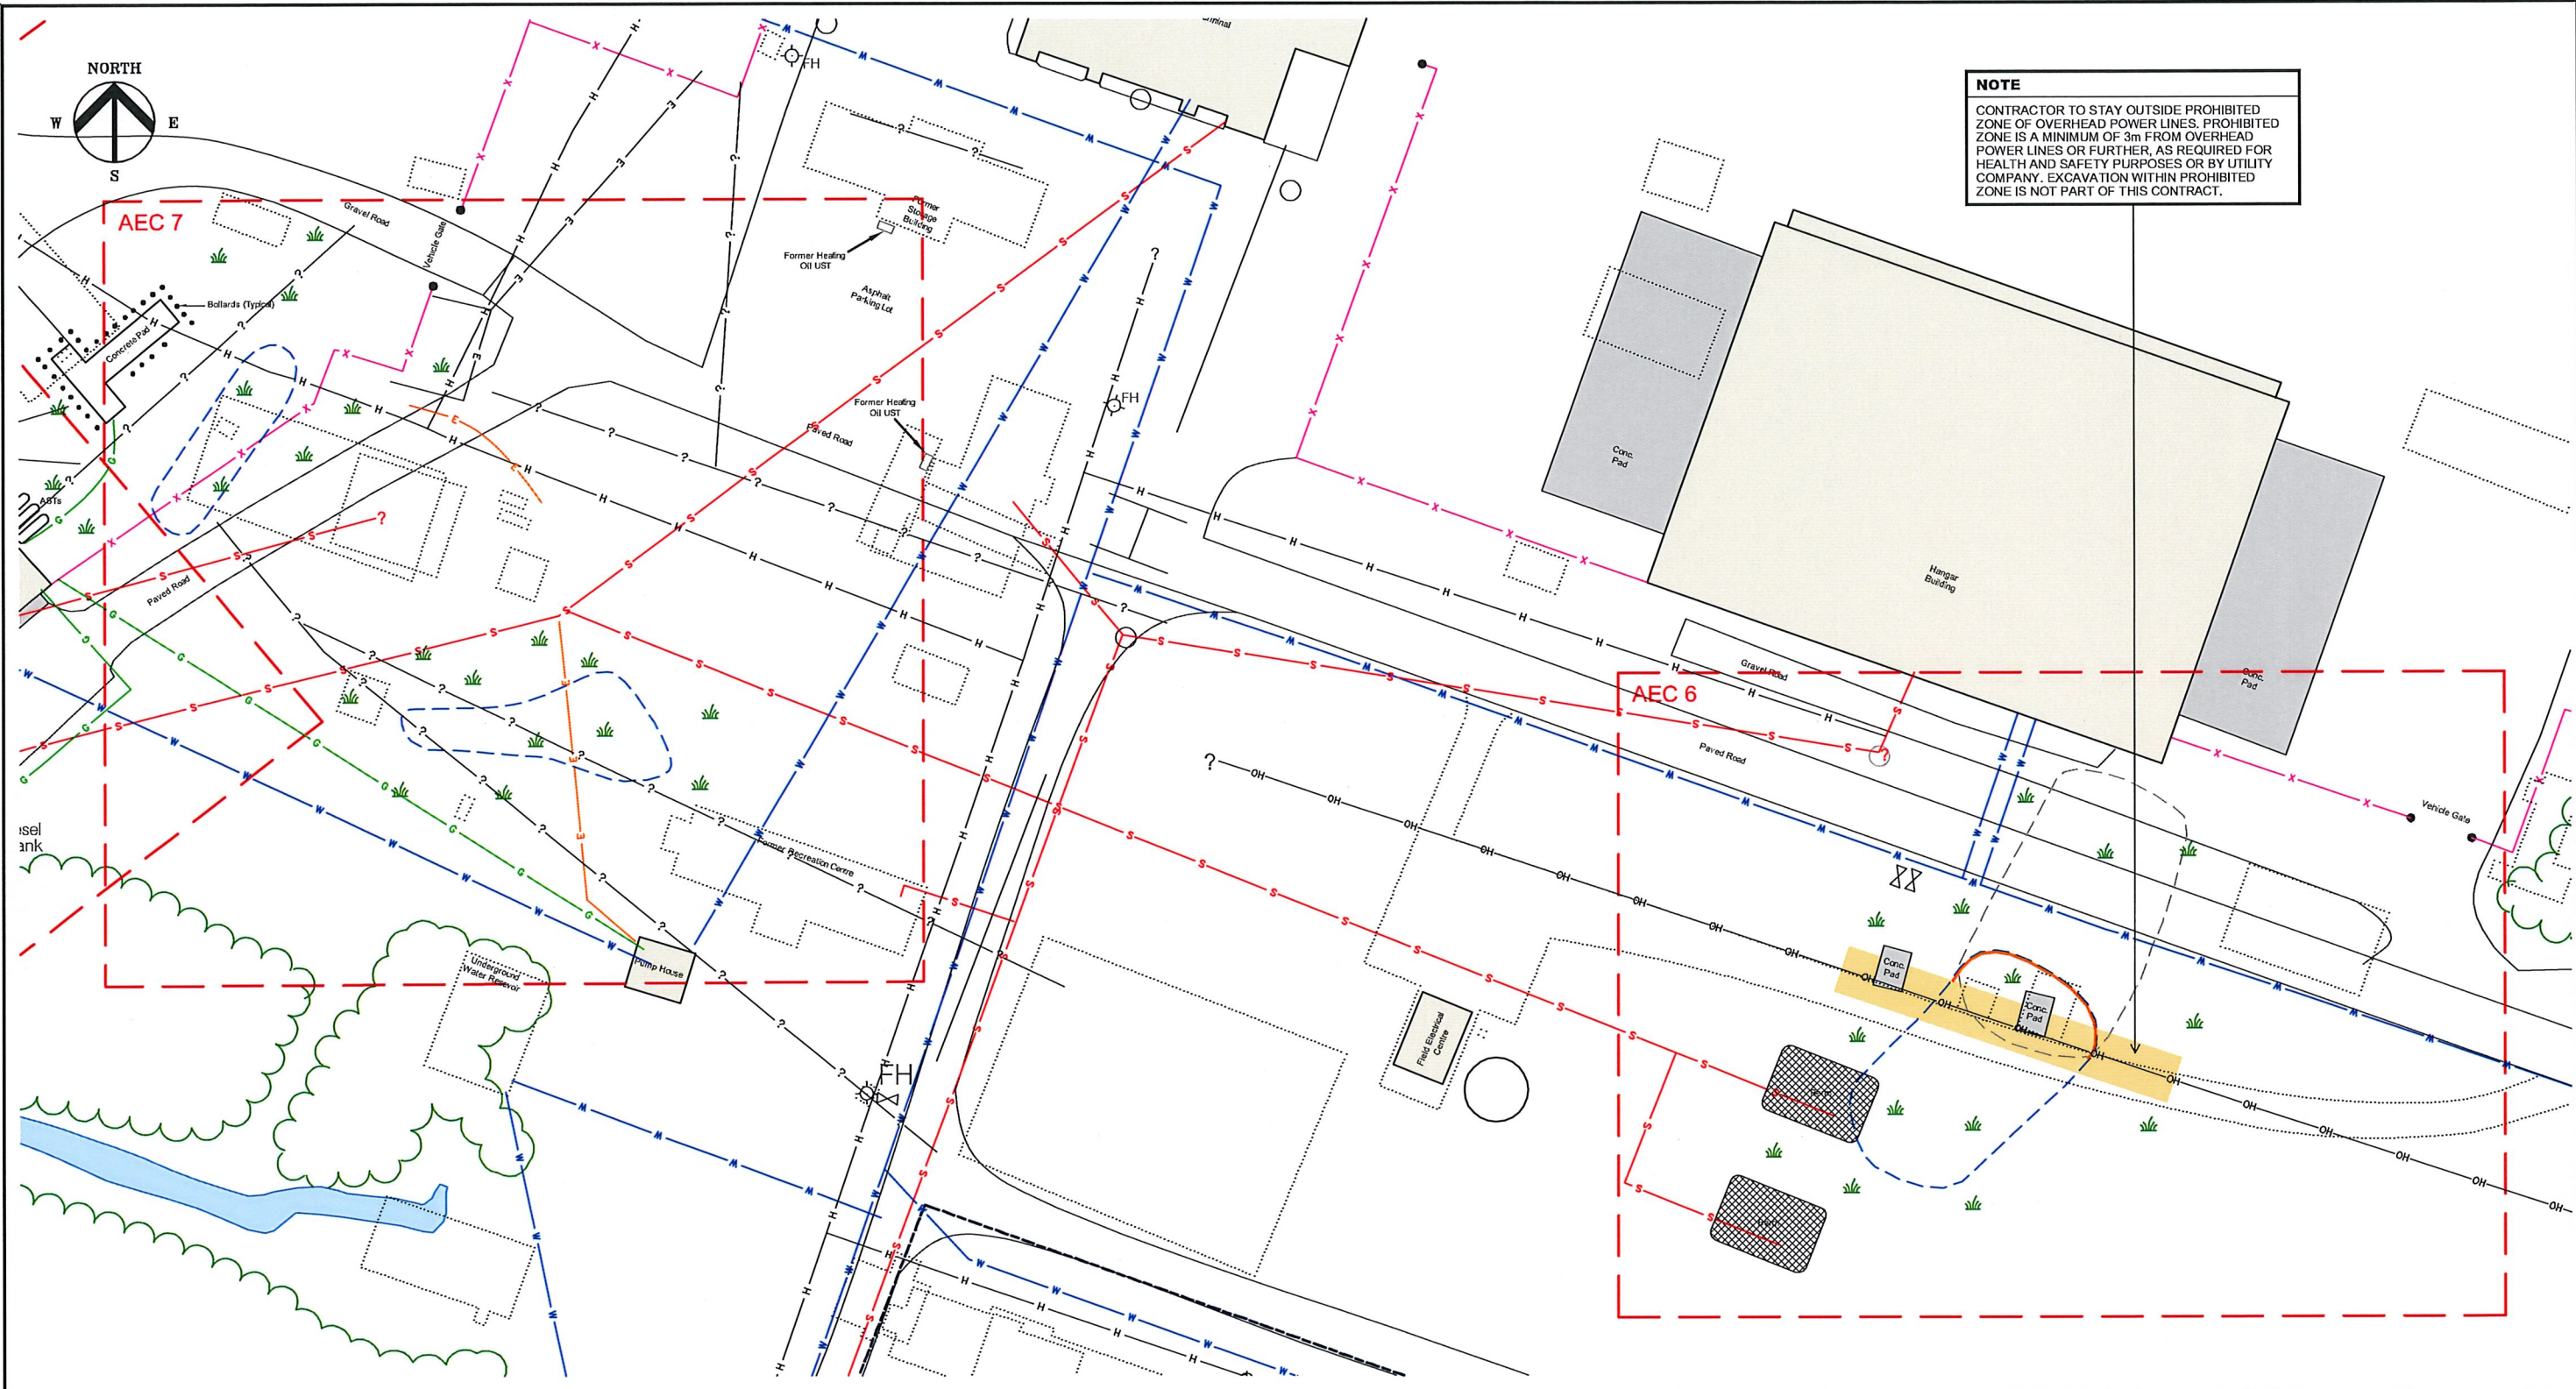 NORTH
W E
S
NOTE
CONTRACTOR TO STAY OUTSIDE PROHIBITED
ZONE OF OVERHEAD POWER LINES. PROHIBITED
ZONE IS A MINIMUM OF 3m FROM OVERHEAD
POWER LINES OR FURTHER, AS REQUIRED FOR
HEALTH AND SAFETY PURPOSES OR BY UTILITY
COMPANY. EXCAVATION WITHIN PROHIBITED
ZONE IS NOT PART OF THIS CONTRACT.
FH
AEC 7
Gravel Road
Vehicle Gate
Former
Storage
Building
Former Heating
Oil UST
Asphalt
Parking Lot
Bollards (Typical)
Concrete Pad
Former Heating
Oil UST
Paved Road
FH
ASTs
Paved Road
Conc.
Pad
Hangar
Building
Conc.
Pad
Gravel Road
AEC 6
Paved Road
Vehicle Gate
Former Recreation Centre
Pump House
Underground
Water Resevoir
FH
Field Electrical
Centre
Conc.
Pad
Conc.
Pad